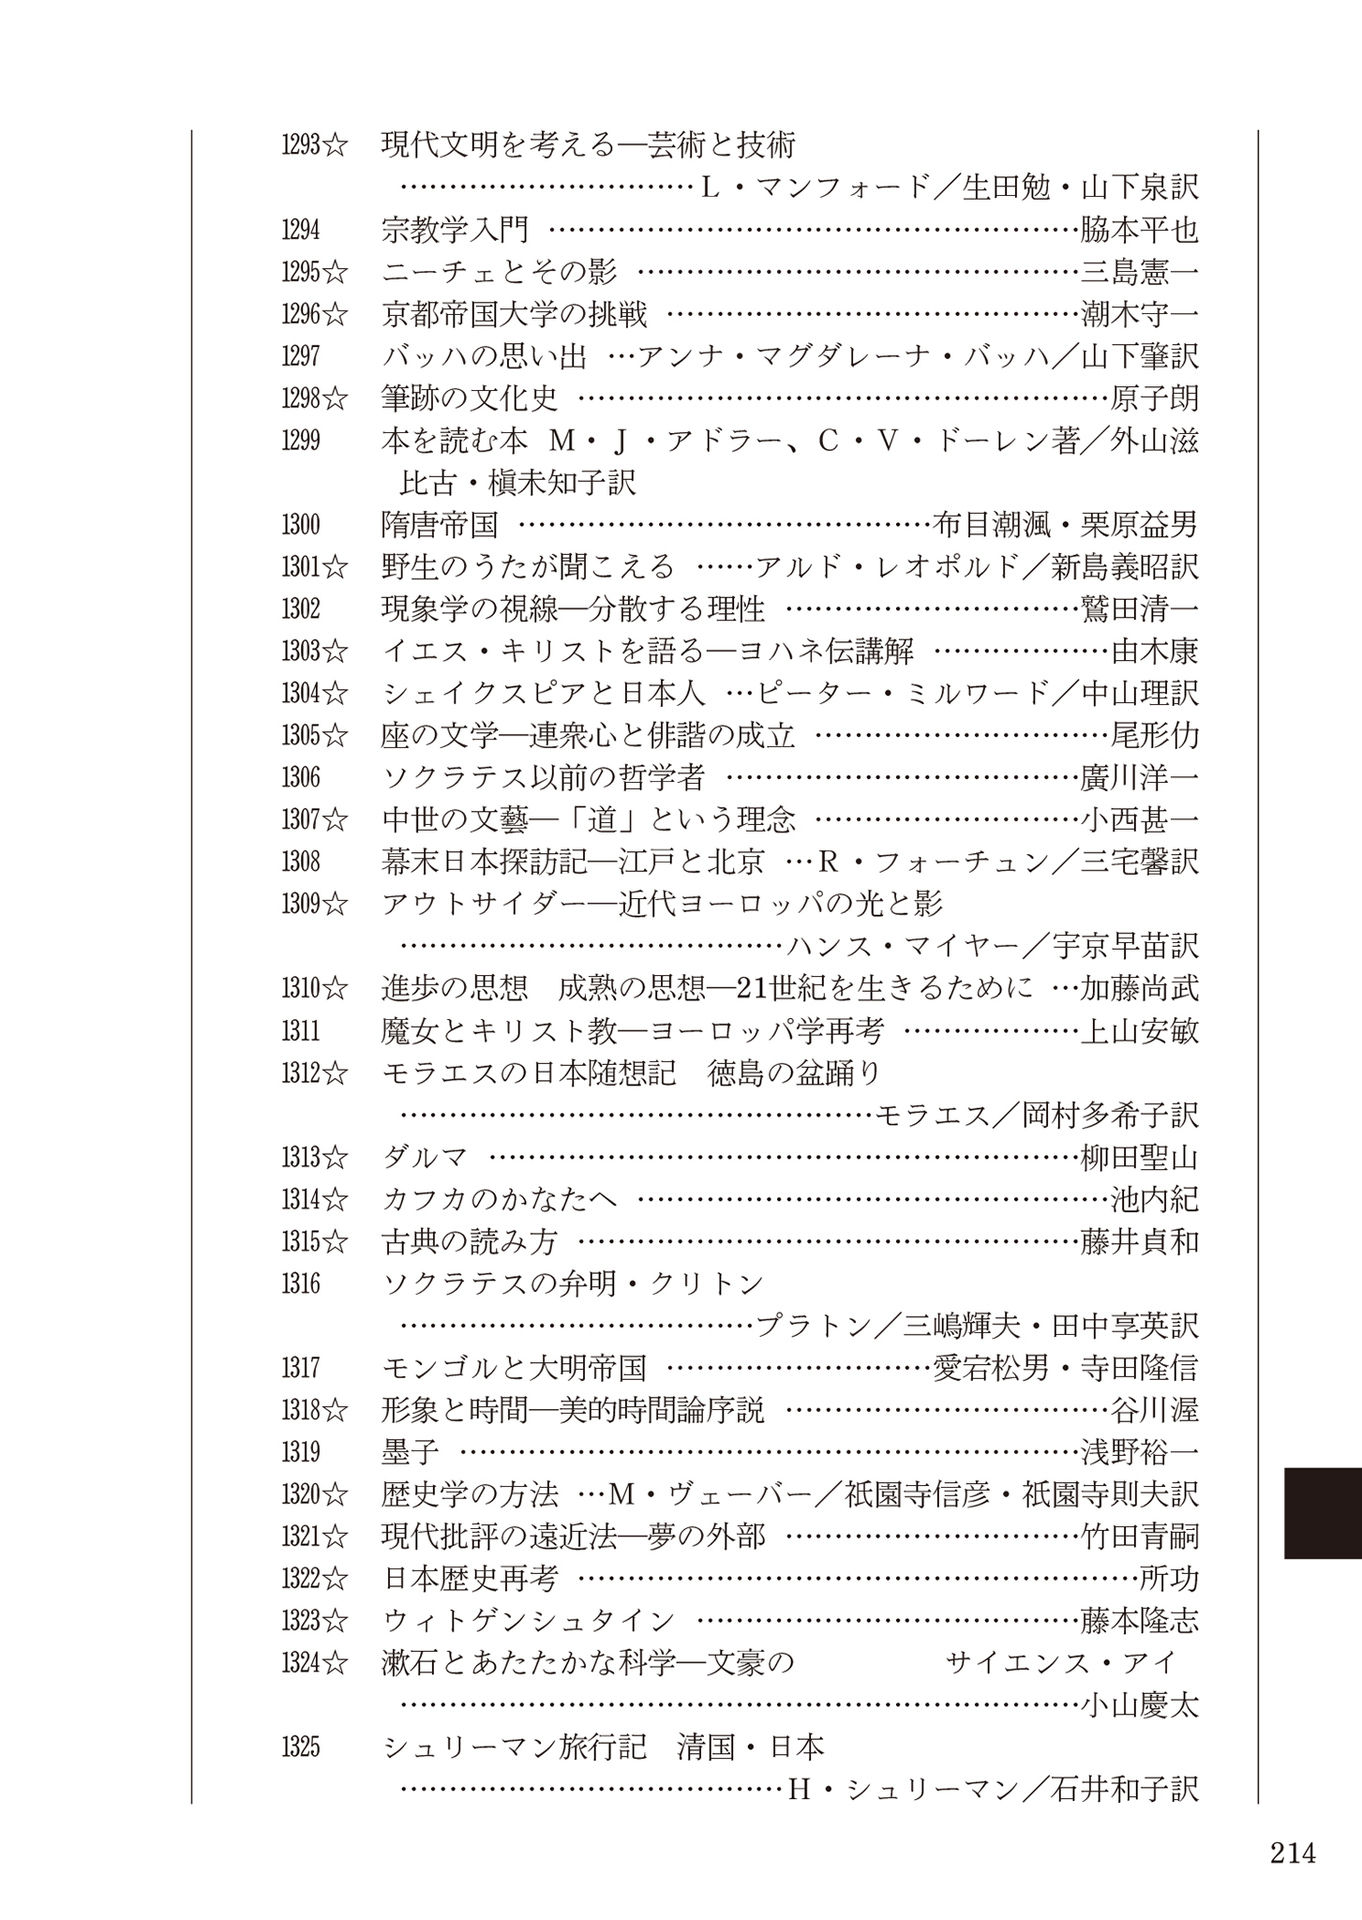 1293☆ 現代文明を考える―芸術と技術
…………………………L・マンフォード／生田勉・山下泉訳
1294 宗教学入門 ………………………………………………脇本平也
1295☆ ニーチェとその影 ………………………………………三島憲一
1296☆ 京都帝国大学の挑戦 ……………………………………潮木守一
1297 バッハの思い出 …アンナ・マグダレーナ・バッハ／山下肇訳
1298☆ 筆跡の文化史 ………………………………………………原子朗
1299 本を読む本 M・J・アドラー、C・V・ドーレン著／外山滋
比古・槇未知子訳
1300 隋唐帝国 ……………………………………布目潮渢・栗原益男
1301☆ 野生のうたが聞こえる ……アルド・レオポルド／新島義昭訳
1302 現象学の視線―分散する理性 …………………………鷲田清一
1303☆ イエス・キリストを語る―ヨハネ伝講解 ………………由木康
1304☆ シェイクスピアと日本人 …ピーター・ミルワード／中山理訳
1305☆ 座の文学―連衆心と俳諧の成立 …………………………尾形仂
1306 ソクラテス以前の哲学者 ………………………………廣川洋一
1307☆ 中世の文藝―「道」という理念 ………………………小西甚一
1308 幕末日本探訪記―江戸と北京 …R・フォーチュン／三宅馨訳
1309☆ アウトサイダー―近代ヨーロッパの光と影
…………………………………ハンス・マイヤー／宇京早苗訳
1310☆ 進歩の思想　成熟の思想―21世紀を生きるために …加藤尚武
1311 魔女とキリスト教―ヨーロッパ学再考 ………………上山安敏
1312☆ モラエスの日本随想記　徳島の盆踊り
…………………………………………モラエス／岡村多希子訳
1313☆ ダルマ ……………………………………………………柳田聖山
1314☆ カフカのかなたへ …………………………………………池内紀
1315☆ 古典の読み方 ……………………………………………藤井貞和
1316 ソクラテスの弁明・クリトン
………………………………プラトン／三嶋輝夫・田中享英訳
1317 モンゴルと大明帝国 ………………………愛宕松男・寺田隆信
1318☆ 形象と時間―美的時間論序説 ……………………………谷川渥
1319 墨子 ………………………………………………………浅野裕一
1320☆ 歴史学の方法 …M・ヴェーバー／祇園寺信彦・祇園寺則夫訳
1321☆ 現代批評の遠近法―夢の外部 …………………………竹田青嗣
1322☆ 日本歴史再考 …………………………………………………所功
1323☆ ウィトゲンシュタイン …………………………………藤本隆志
1324☆ 漱石とあたたかな科学―文豪の　　　　　サイエンス・アイ
……………………………………………………………小山慶太
1325 シュリーマン旅行記　清国・日本
…………………………………H・シュリーマン／石井和子訳
214